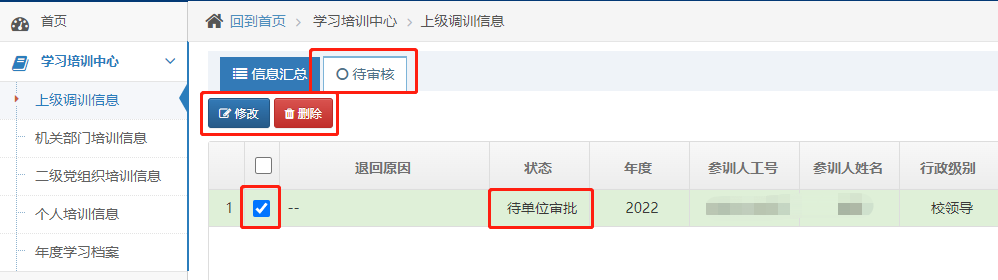 首页
回到首页 学习培训中心 上级调训信息
学习培训中心
信息汇总 待审核
上级调训信息
修改 删除
机关部门培训信息
退回原因 状态 年度 参训人工号 参训人姓名 行政级别
二级党组织培训信息
1 -- 待单位审批 2022 校领导
个人培训信息
年度学习档案